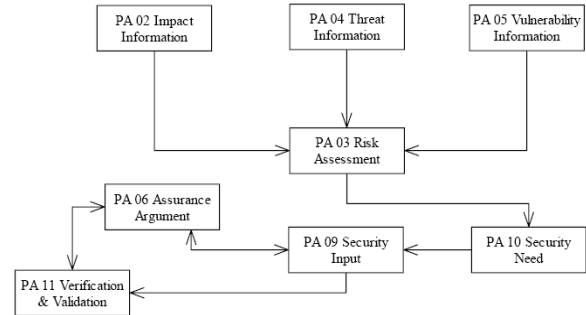 PA 02 Impact
Information
PA 04 Threat
Information
PA 05 Vulnerability
Information
PA 03 Risk
Assessment
PA 06 Assurance
Argument
PA 09 Security
Input
PA 10 Security
Need
PA 11 Verification
& Validation